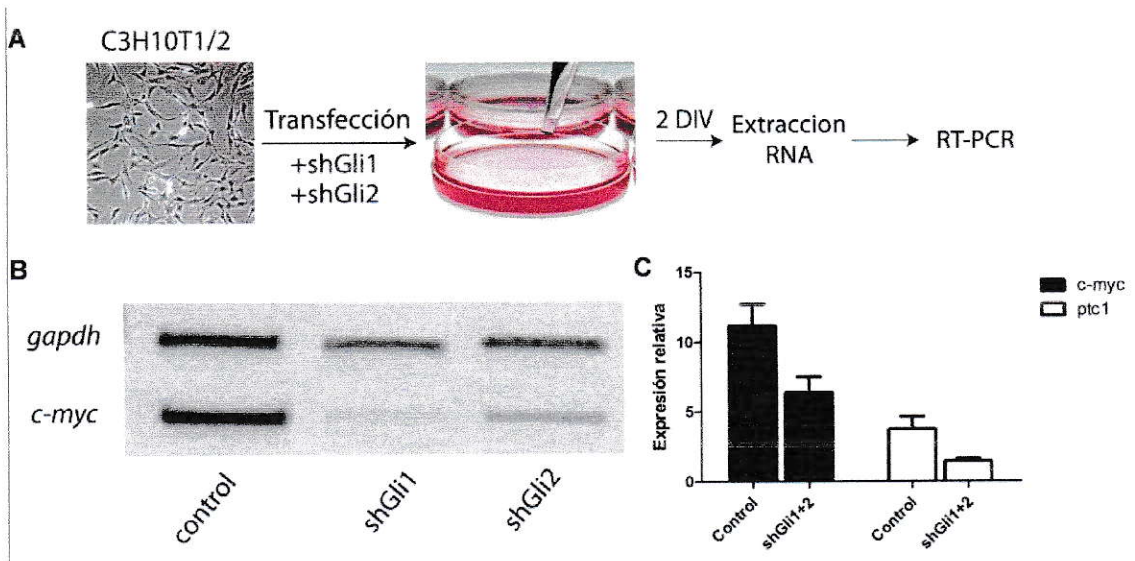 A
C3H10T1/2
Transfección
+shGli1
+shGli2
2 DIV
Extraccion
RNA
RT-PCR
B
gapdh
c-myc
control
shGli1
shGli2
C
15
10
5
0
Expresión relativa
Control
shGli1+2
Control
shGli1+2
c-myc
ptc1